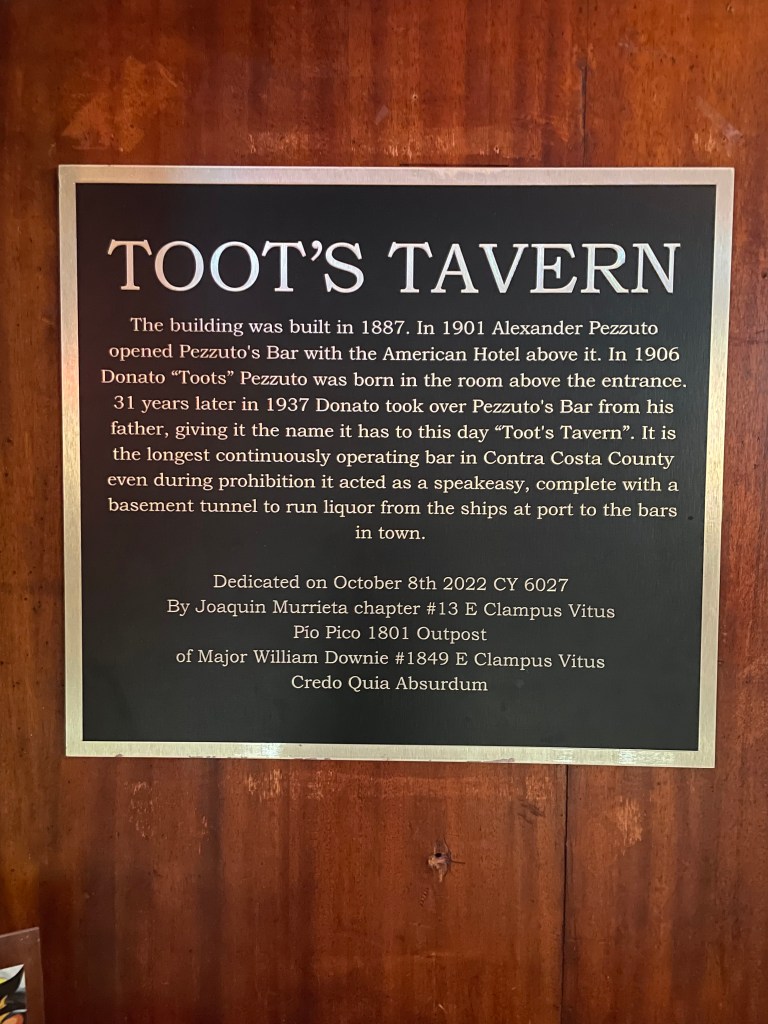 TOOT’S TAVERN
The building was built in 1887. In 1901 Alexander Pezzuto
opened Pezzuto's Bar with the American Hotel above it. In 1906
Donato “Toots” Pezzuto was born in the room above the entrance.
31 years later in 1937 Donato took over Pezzuto's Bar from his
father, giving it the name it has to this day “Toot's Tavern”. It is
the longest continuously operating bar in Contra Costa County
even during prohibition it acted as a speakeasy, complete with a
basement tunnel to run liquor from the ships at port to the bars
in town.
Dedicated on October 8th 2022 CY 6027
By Joaquin Murrieta chapter #13 E Clampus Vitus
Pio Pico 1801 Outpost
of Major William Downie #1849 E Clampus Vitus
Credo Quia Absurdum